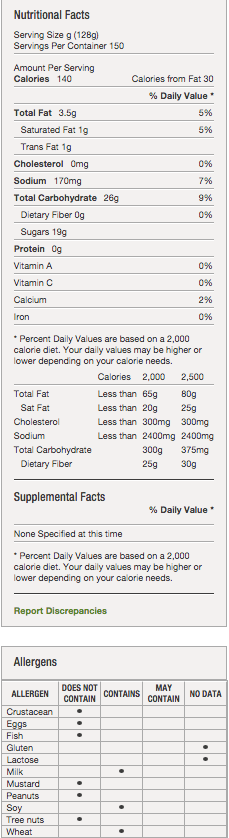 Nutritional Facts
Serving Size g (128g)
Servings Per Container 150
Amount Per Serving
Calories 140 Calories from Fat 30
% Daily Value *
Total Fat 3.5g 5%
Saturated Fat 1g 5%
Trans Fat 1g
Cholesterol 0mg 0%
Sodium 170mg 7%
Total Carbohydrate 26g 9%
Dietary Fiber 0g 0%
Sugars 19g
Protein 0g
Vitamin A 0%
Vitamin C 0%
Calcium 2%
Iron 0%
* Percent Daily Values are based on a 2,000
calorie diet. Your daily values may be higher or
lower depending on your calorie needs.
Calories 2,000 2,500
Total Fat Less than 65g 80g
Sat Fat Less than 20g 25g
Cholesterol Less than 300mg 300mg
Sodium Less than 2400mg 2400mg
Total Carbohydrate 300g 375mg
Dietary Fiber 25g 30g
Supplemental Facts
% Daily Value *
None Specified at this time
* Percent Daily Values are based on a 2,000
calorie diet. Your daily values may be higher or
lower depending on your calorie needs.
Report Discrepancies
Allergens
ALLERGEN DOES NOT CONTAIN CONTAINS MAY CONTAIN NO DATA
Crustacean •
Eggs •
Fish •
Gluten •
Lactose •
Milk •
Mustard •
Peanuts •
Soy •
Tree nuts •
Wheat •